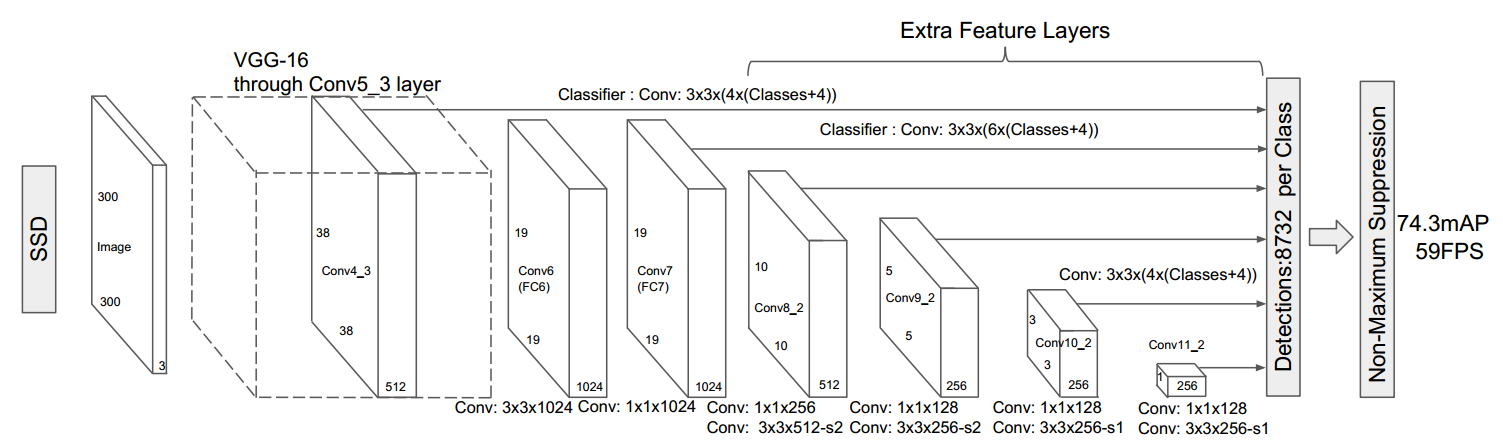 Extra Feature Layers
VGG-16
through Conv5_3 layer
Classifier : Conv: 3x3x(4x(Classes+4))
Classifier : Conv: 3x3x(6x(Classes+4))
SSD
300
Image
300
3
38
Conv4_3
38
512
19
Conv6
(FC6)
19
1024
19
Conv7
(FC7)
19
1024
10
Conv8_2
10
512
5
Conv9_2
5
256
Conv: 3x3x(4x(Classes+4))
3
Conv10_2
3
256
Conv11_2
1
256
Detections:8732 per Class
Non-Maximum Suppression
74.3mAP
59FPS
Conv: 3x3x1024
Conv: 1x1x1024
Conv: 1x1x256
Conv: 3x3x512-s2
Conv: 1x1x128
Conv: 3x3x256-s2
Conv: 1x1x128
Conv: 3x3x256-s1
Conv: 1x1x128
Conv: 3x3x256-s1